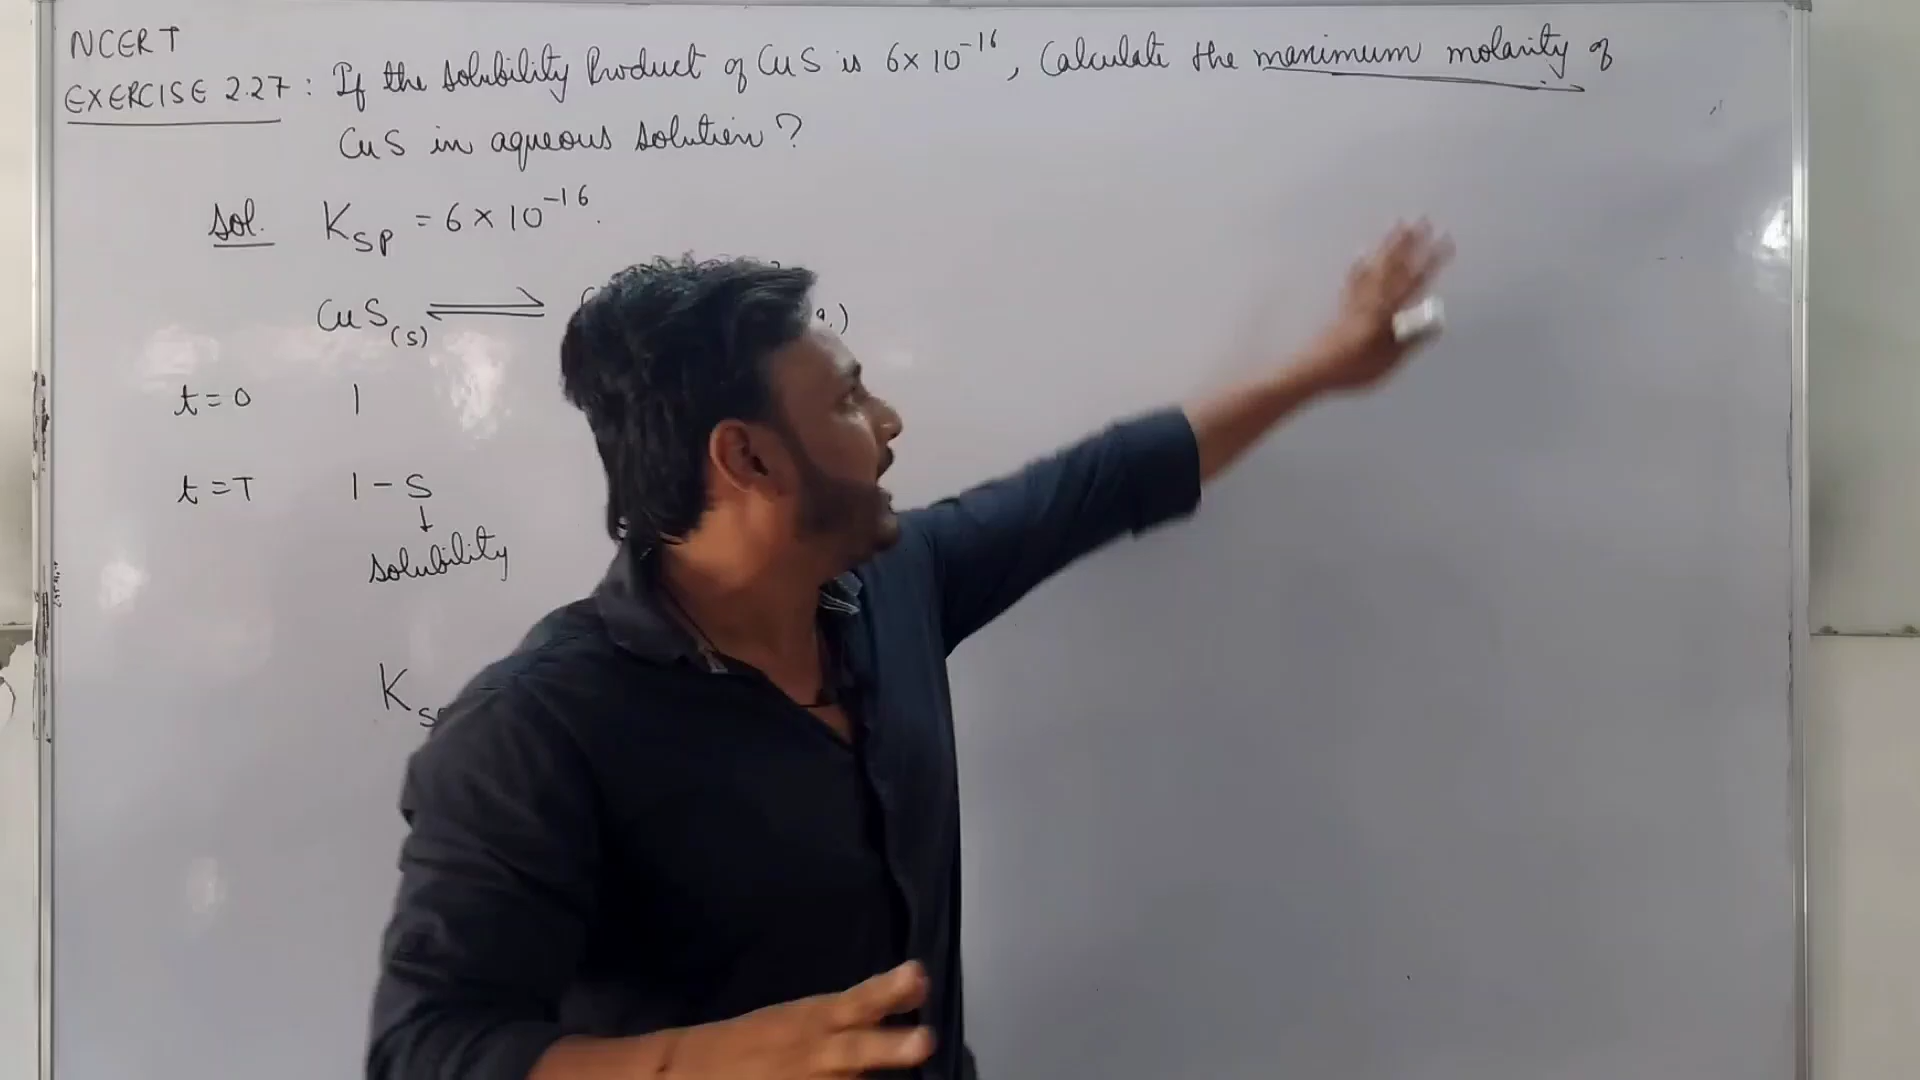 NCERT
EXERCISE 2.27 : If the solubility Product of CuS is 6×10⁻¹⁶, Calculate the maximum molarity of
CuS in aqueous solution?
Sol. K_SP = 6×10⁻¹⁶.
CuS(s) ⇌
t=0 1
t=T 1-S
↓
solubility
K